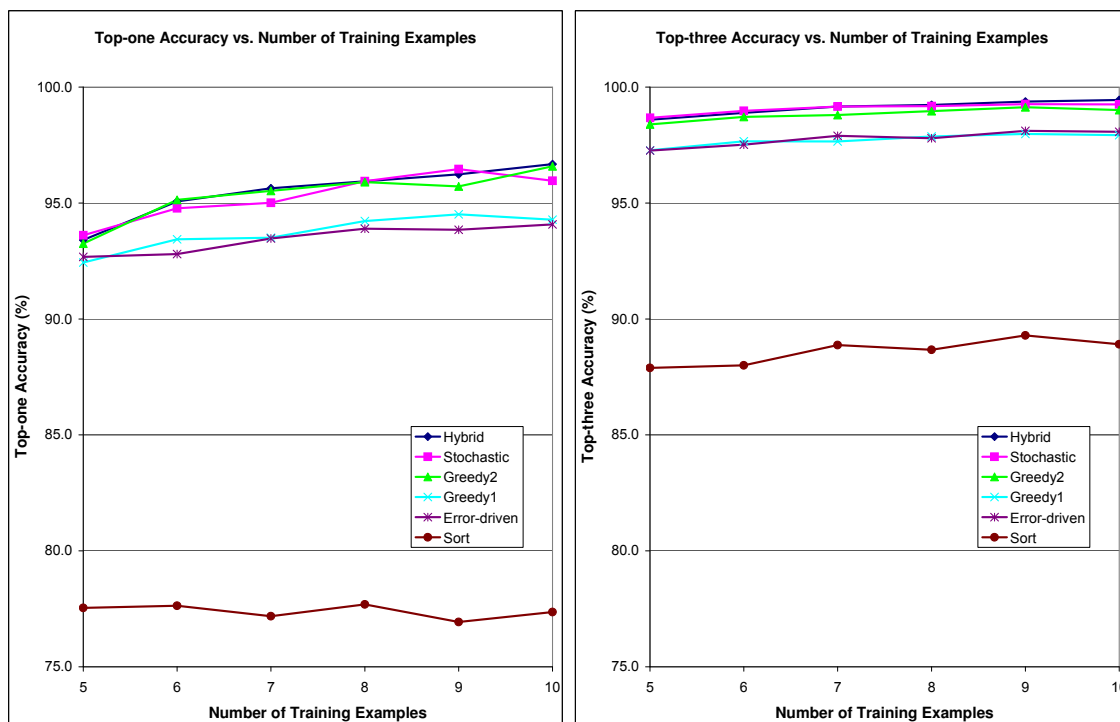 Top-one Accuracy vs. Number of Training Examples
100.0
95.0
90.0
85.0
80.0
75.0
Top-one Accuracy (%)
Hybrid
Stochastic
Greedy2
Greedy1
Error-driven
Sort
5 6 7 8 9 10
Number of Training Examples
Top-three Accuracy vs. Number of Training Examples
100.0
95.0
90.0
85.0
80.0
75.0
Top-three Accuracy (%)
Hybrid
Stochastic
Greedy2
Greedy1
Error-driven
Sort
5 6 7 8 9 10
Number of Training Examples